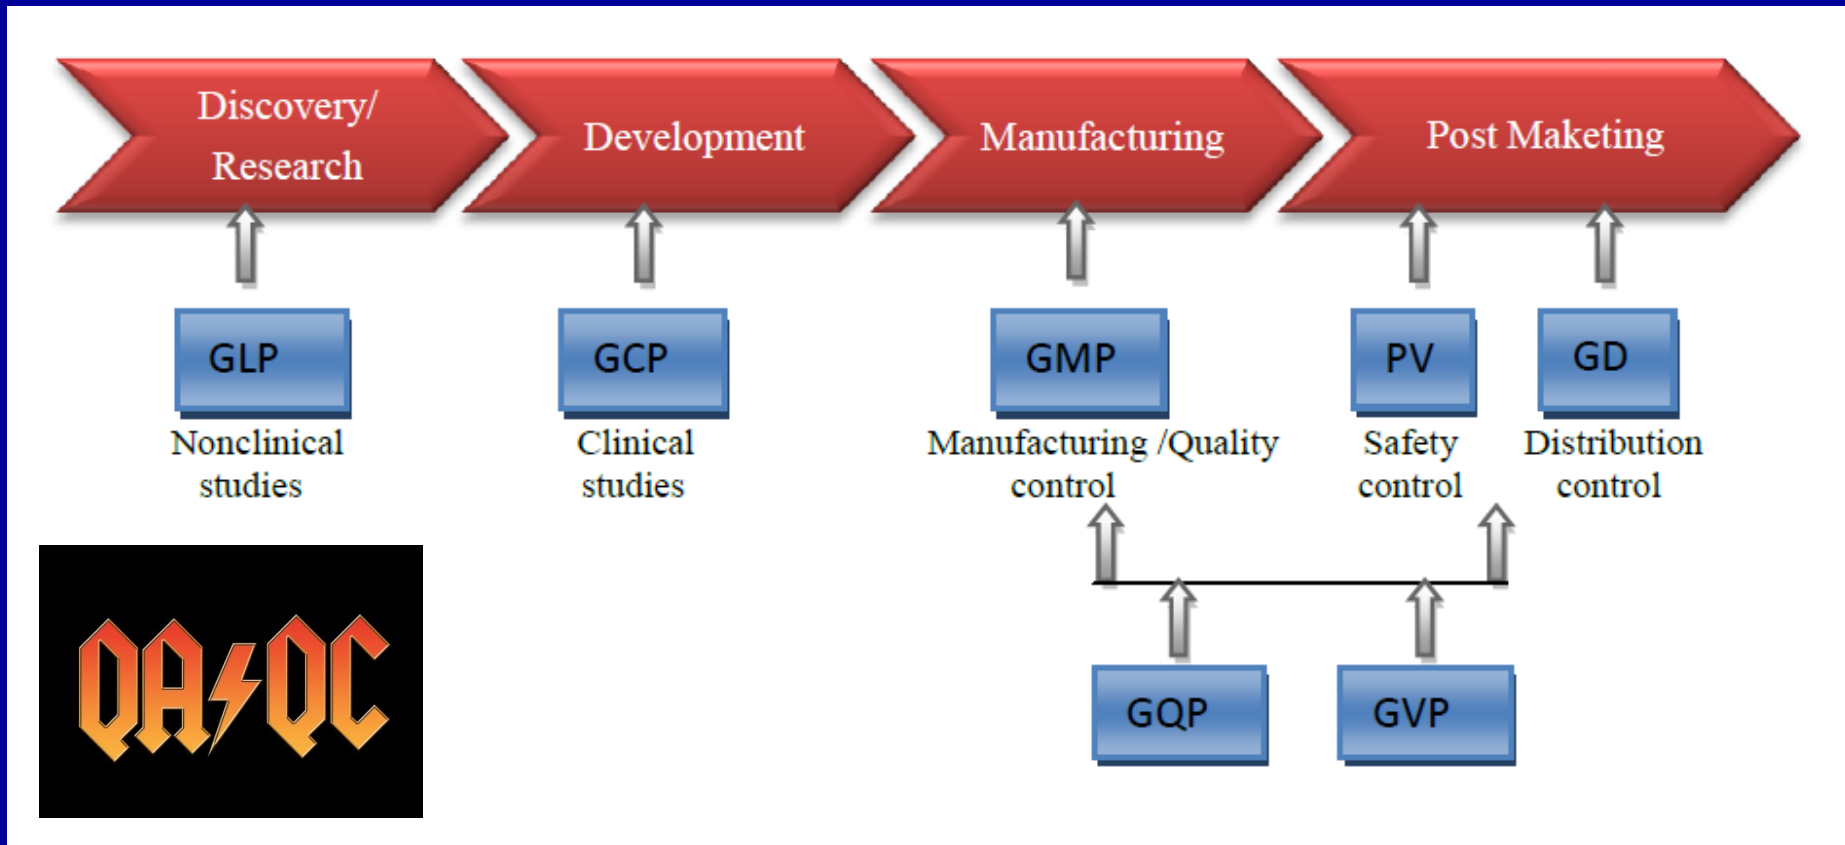 Discovery/
Research
Development
Manufacturing
Post Maketing
GLP
GCP
GMP
PV
GD
Nonclinical
studies
Clinical
studies
Manufacturing /Quality
control
Safety
control
Distribution
control
QA/QC
GQP
GVP